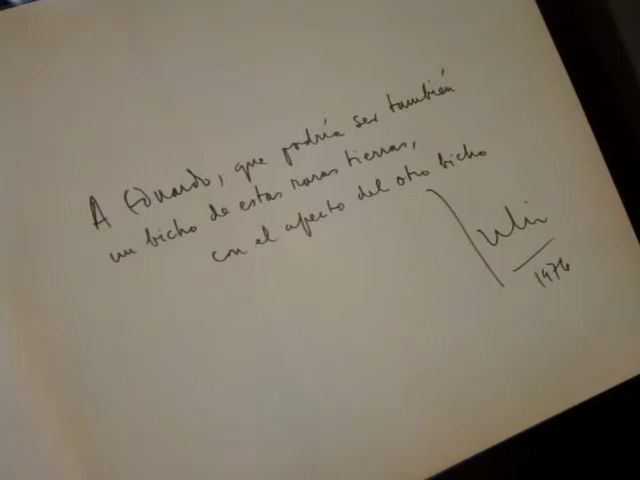 A Eduardo, que podría ser también
un bicho de estas raras tierras,
con el afecto del otro bicho
Julio
1976